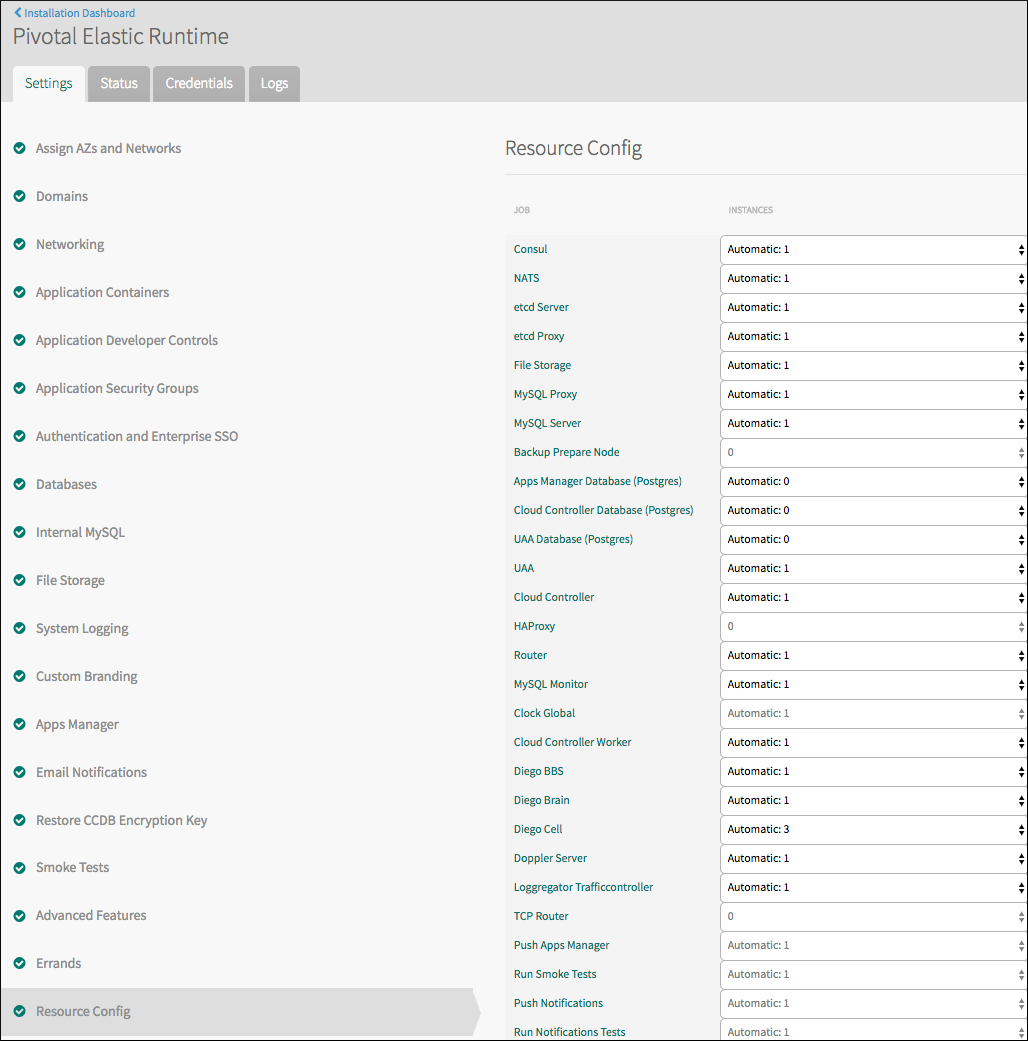 Installation Dashboard
Pivotal Elastic Runtime
Settings Status Credentials Logs
Assign AZs and Networks
Domains
Networking
Application Containers
Application Developer Controls
Application Security Groups
Authentication and Enterprise SSO
Databases
Internal MySQL
File Storage
System Logging
Custom Branding
Apps Manager
Email Notifications
Restore CCDB Encryption Key
Smoke Tests
Advanced Features
Errands
Resource Config
Resource Config
JOB INSTANCES
Consul Automatic: 1
NATS Automatic: 1
etcd Server Automatic: 1
etcd Proxy Automatic: 1
File Storage Automatic: 1
MySQL Proxy Automatic: 1
MySQL Server Automatic: 1
Backup Prepare Node 0
Apps Manager Database (Postgres) Automatic: 0
Cloud Controller Database (Postgres) Automatic: 0
UAA Database (Postgres) Automatic: 0
UAA Automatic: 1
Cloud Controller Automatic: 1
HAProxy 0
Router Automatic: 1
MySQL Monitor Automatic: 1
Clock Global Automatic: 1
Cloud Controller Worker Automatic: 1
Diego BBS Automatic: 1
Diego Brain Automatic: 1
Diego Cell Automatic: 3
Doppler Server Automatic: 1
Loggregator Trafficcontroller Automatic: 1
TCP Router 0
Push Apps Manager Automatic: 1
Run Smoke Tests Automatic: 1
Push Notifications Automatic: 1
Run Notifications Tests Automatic: 1